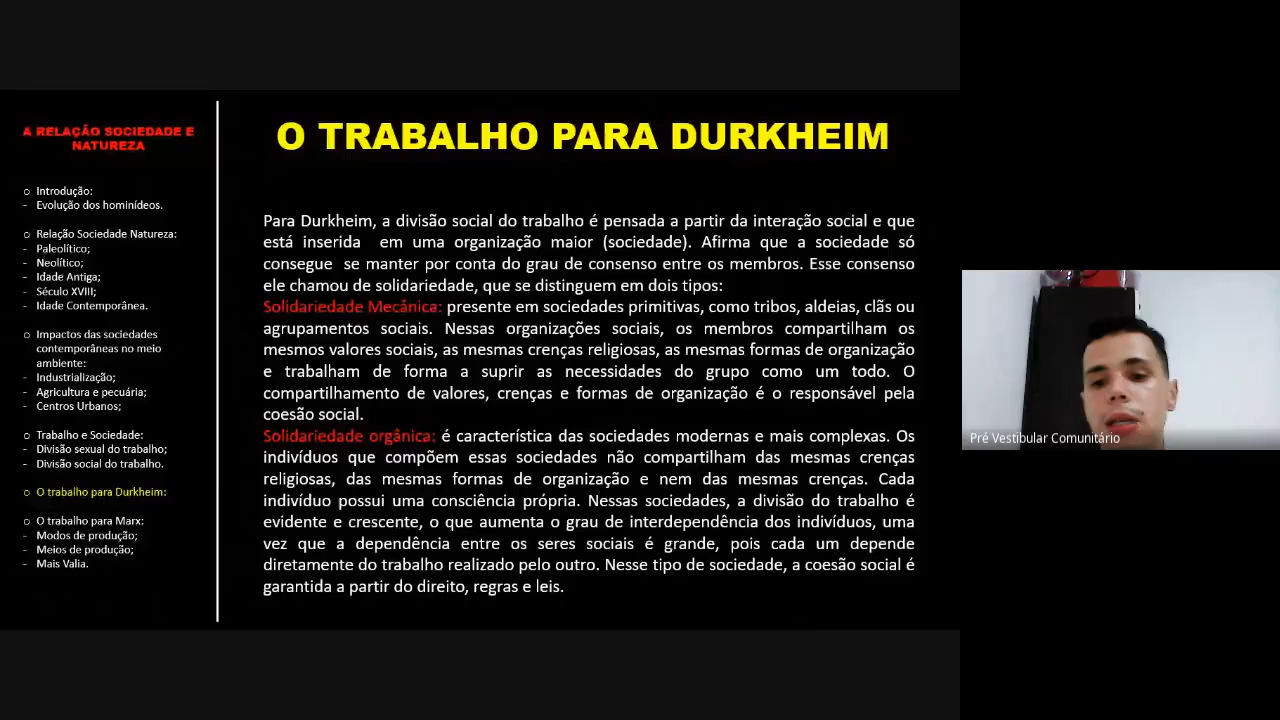 A RELAÇÃO SOCIEDADE E
NATUREZA
o Introdução:
- Evolução dos hominídeos.
o Relação Sociedade Natureza:
- Paleolítico;
- Neolítico;
- Idade Antiga;
- Século XVIII;
- Idade Contemporânea.
o Impactos das sociedades
contemporâneas no meio
ambiente:
- Industrialização;
- Agricultura e pecuária;
- Centros Urbanos;
o Trabalho e Sociedade:
- Divisão sexual do trabalho;
- Divisão social do trabalho.
o O trabalho para Durkheim:
o O trabalho para Marx:
- Modos de produção;
- Meios de produção;
- Mais Valia.
O TRABALHO PARA DURKHEIM
Para Durkheim, a divisão social do trabalho é pensada a partir da interação social e que
está inserida em uma organização maior (sociedade). Afirma que a sociedade só
consegue se manter por conta do grau de consenso entre os membros. Esse consenso
ele chamou de solidariedade, que se distinguem em dois tipos:
Solidariedade Mecânica: presente em sociedades primitivas, como tribos, aldeias, clãs ou
agrupamentos sociais. Nessas organizações sociais, os membros compartilham os
mesmos valores sociais, as mesmas crenças religiosas, as mesmas formas de organização
e trabalham de forma a suprir as necessidades do grupo como um todo. O
compartilhamento de valores, crenças e formas de organização é o responsável pela
coesão social.
Solidariedade orgânica: é característica das sociedades modernas e mais complexas. Os
indivíduos que compõem essas sociedades não compartilham das mesmas crenças
religiosas, das mesmas formas de organização e nem das mesmas crenças. Cada
indivíduo possui uma consciência própria. Nessas sociedades, a divisão do trabalho é
evidente e crescente, o que aumenta o grau de interdependência dos indivíduos, uma
vez que a dependência entre os seres sociais é grande, pois cada um depende
diretamente do trabalho realizado pelo outro. Nesse tipo de sociedade, a coesão social é
garantida a partir do direito, regras e leis.
Pré Vestibular Comunitário